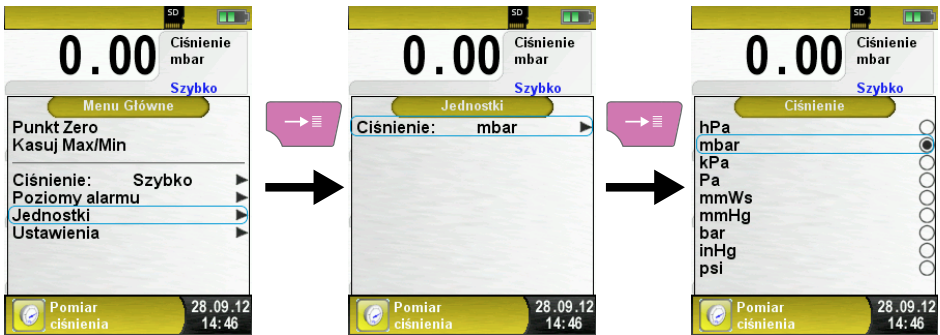 SD
0.00
Ciśnienie
mbar
Szybko
Menu Główne
Punkt Zero
Kasuj Max/Min
Ciśnienie: Szybko
Poziomy alarmu
Jednostki
Ustawienia
Pomiar
ciśnienia
28.09.12
14:46
SD
0.00
Ciśnienie
mbar
Szybko
Jednostki
Ciśnienie: mbar
Pomiar
ciśnienia
28.09.12
14:46
SD
0.00
Ciśnienie
mbar
Szybko
Ciśnienie
hPa
mbar
kPa
Pa
mmWs
mmHg
bar
inHg
psi
Pomiar
ciśnienia
28.09.12
14:46